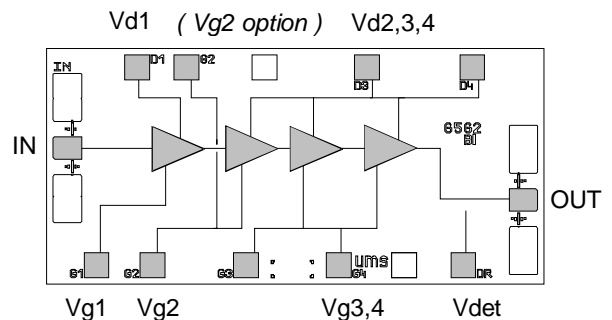 Vd1 ( Vg2 option ) Vd2,3,4
IN D1 G2 D3 D4
IN
6562
BI
OUT
G1 G2 G3 ums G4 DR
Vg1 Vg2 Vg3,4 Vdet